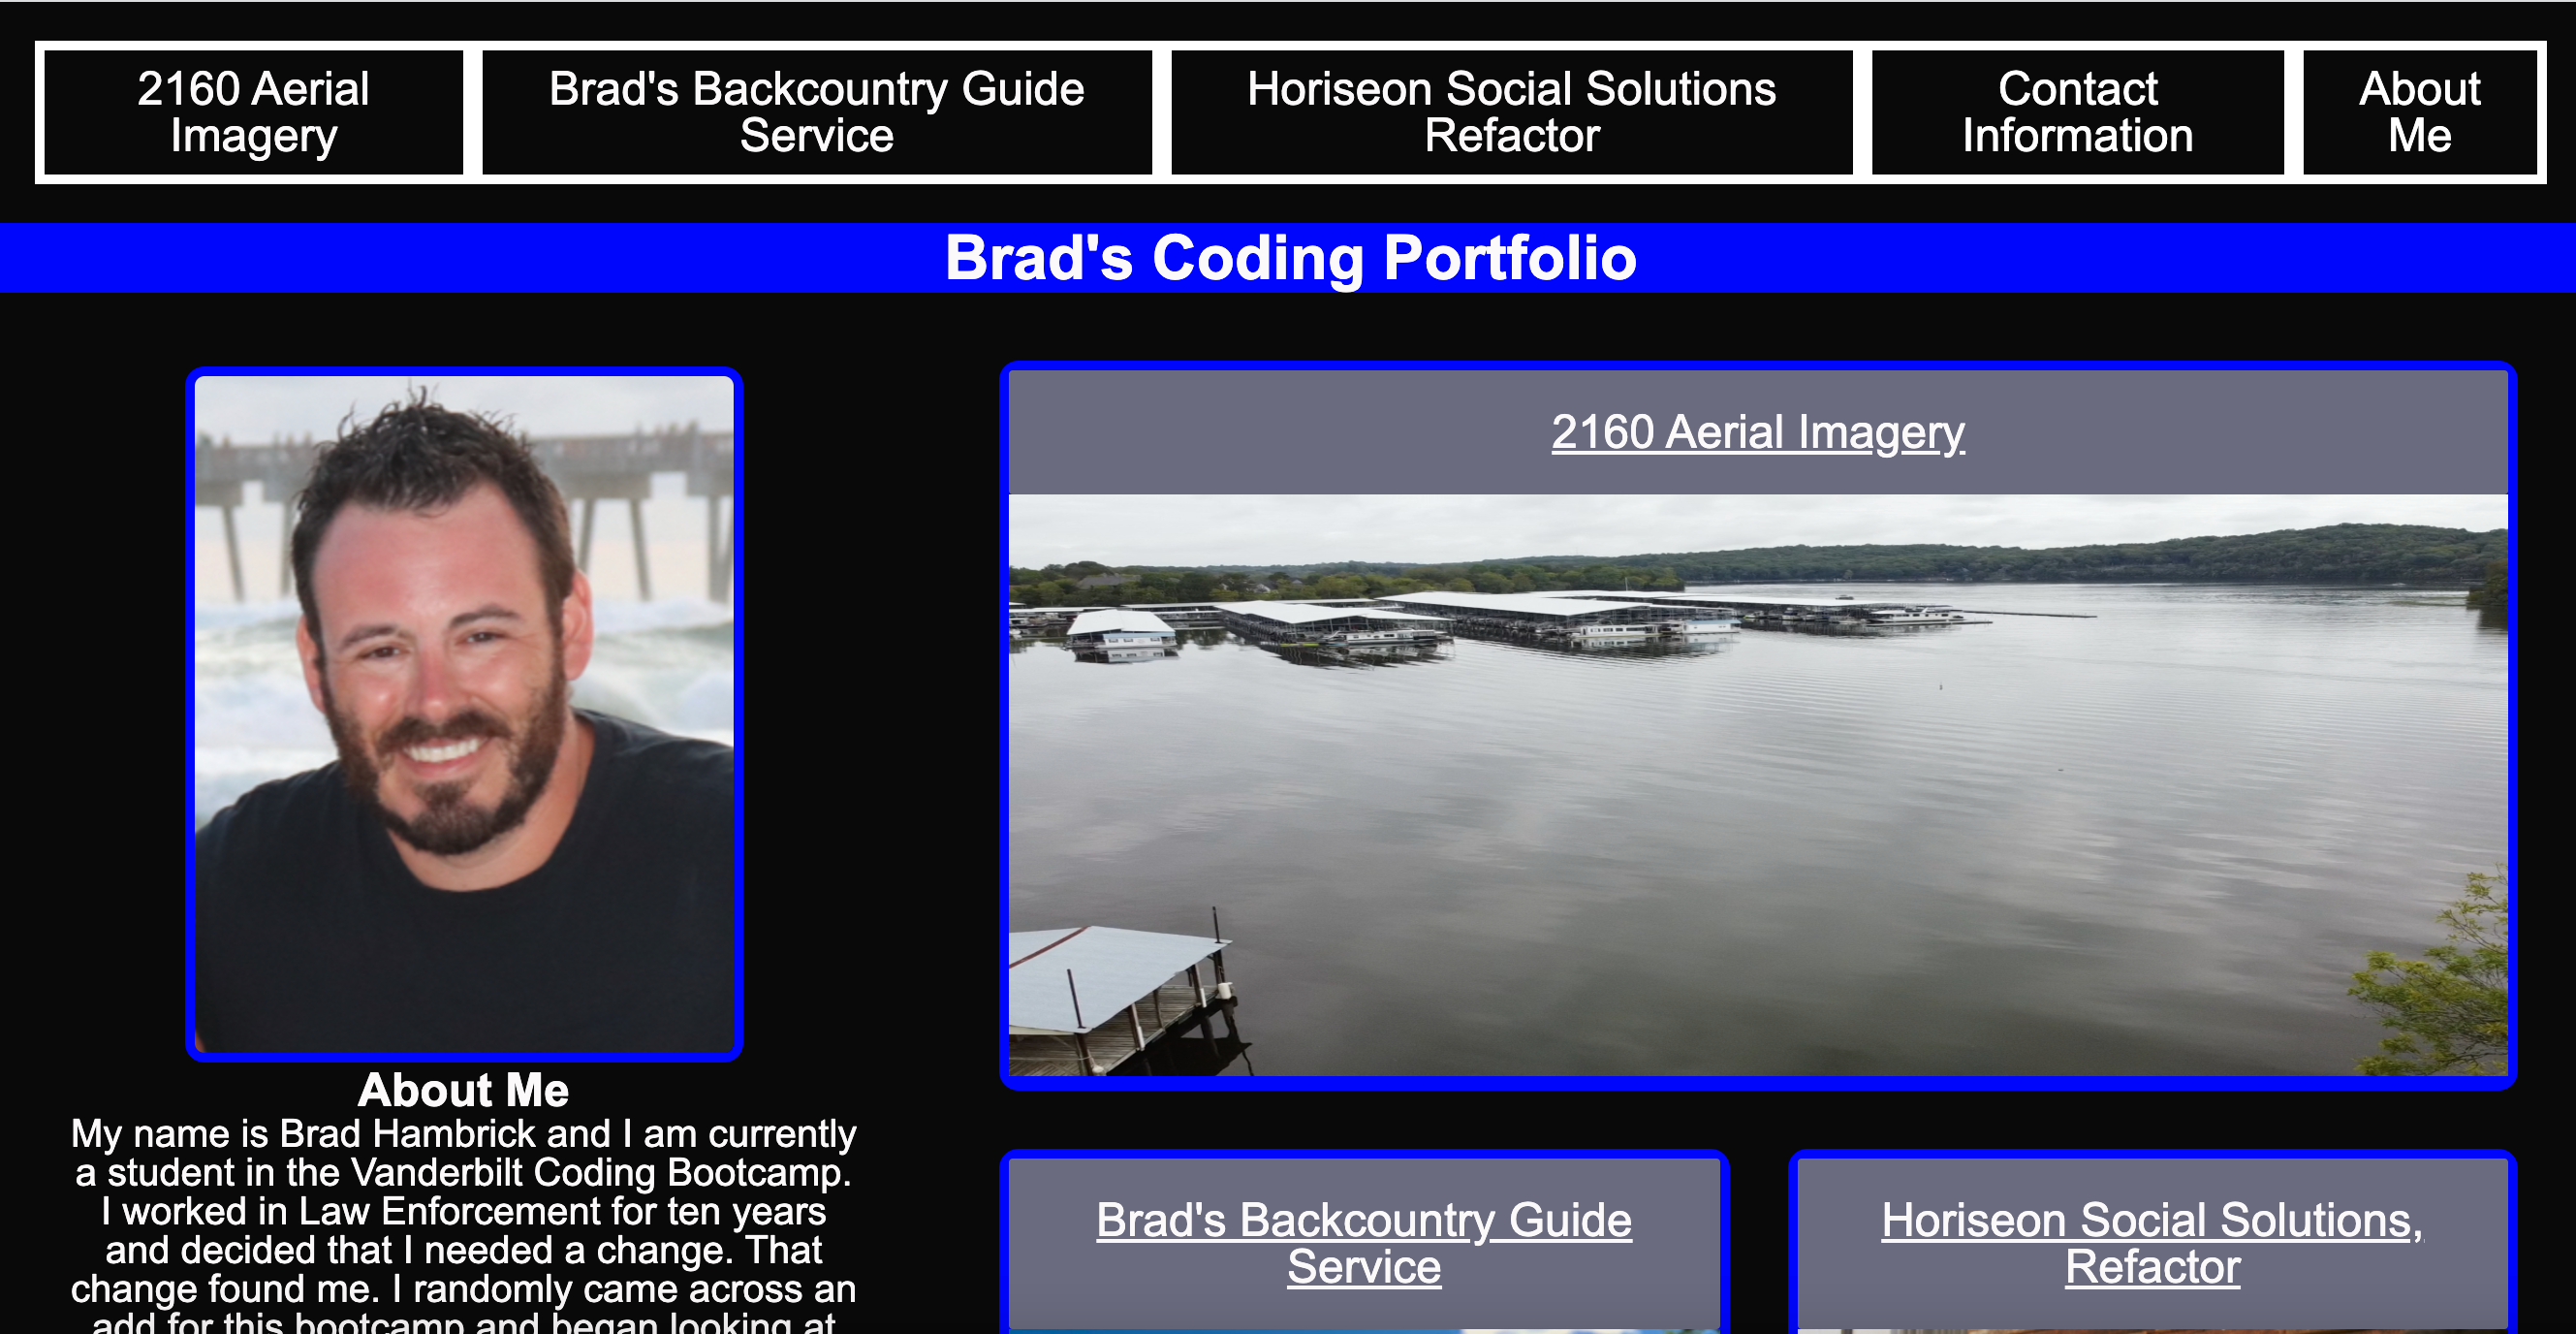 2160 Aerial
Imagery
Brad's Backcountry Guide
Service
Horiseon Social Solutions
Refactor
Contact
Information
About
Me
Brad's Coding Portfolio
About Me
My name is Brad Hambrick and I am currently
a student in the Vanderbilt Coding Bootcamp.
I worked in Law Enforcement for ten years
and decided that I needed a change. That
change found me. I randomly came across an
add for this bootcamp and began looking at
2160 Aerial Imagery
Brad's Backcountry Guide
Service
Horiseon Social Solutions,
Refactor